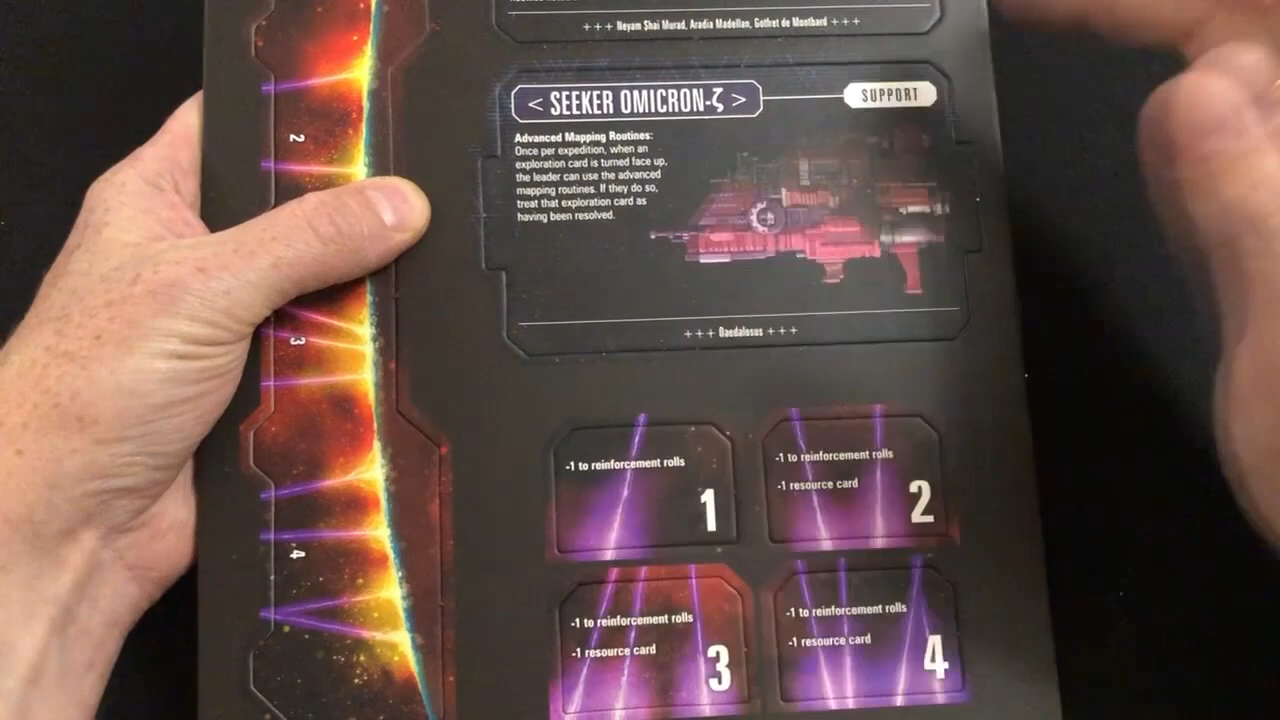 +++ Neyam Shai Murad, Aradia Madellan, Gotfret de Montbard +++
< SEEKER OMICRON-ζ >
SUPPORT
Advanced Mapping Routines:
Once per expedition, when an
exploration card is turned face up,
the leader can use the advanced
mapping routines. If they do so,
treat that exploration card as
having been resolved.
+++ Daedalosus +++
2
3
4
-1 to reinforcement rolls
1
-1 to reinforcement rolls
-1 resource card
2
-1 to reinforcement rolls
-1 resource card
3
-1 to reinforcement rolls
-1 resource card
4